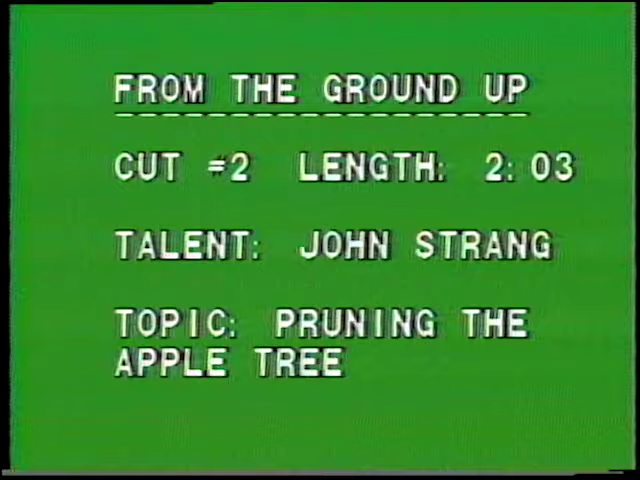 FROM THE GROUND UP
CUT #2 LENGTH: 2:03
TALENT: JOHN STRANG
TOPIC: PRUNING THE
APPLE TREE